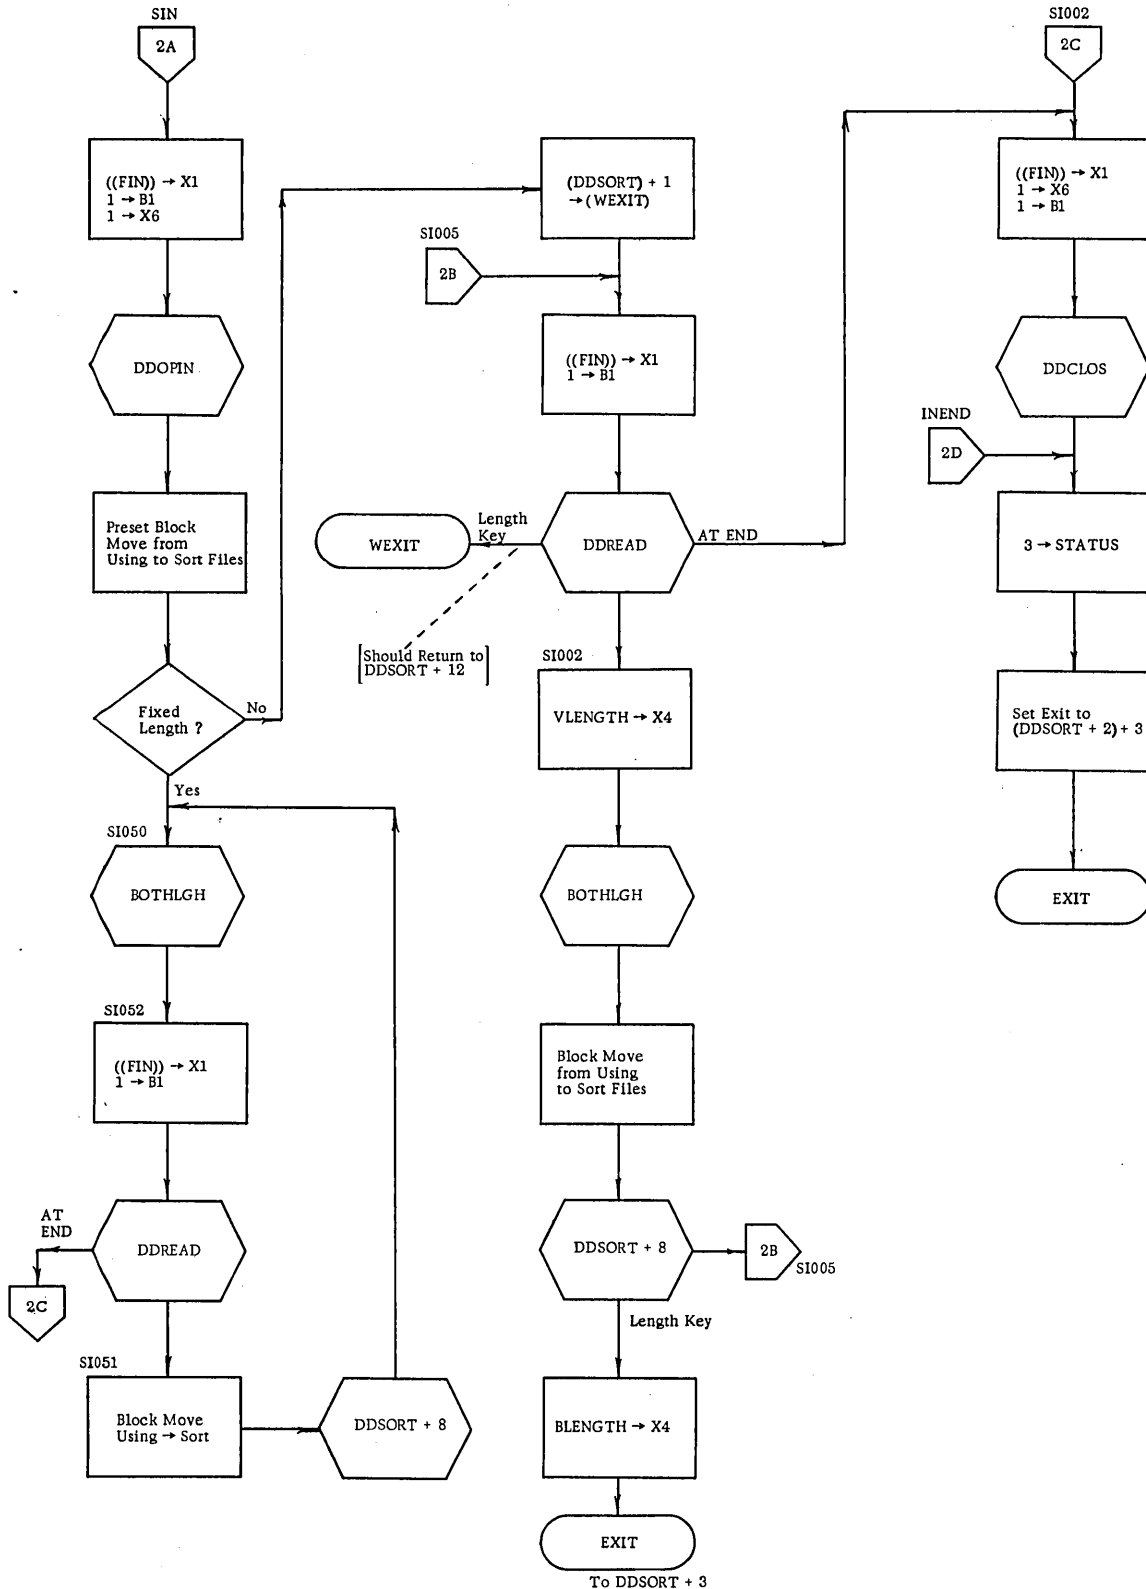 SIN
2A
((FIN)) → X1
1 → B1
1 → X6
DDOPIN
Preset Block
Move from
Using to Sort Files
Fixed
Length ?
No
Yes
SI050
BOTHLGH
SI052
((FIN)) → X1
1 → B1
DDREAD
AT
END
2C
SI051
Block Move
Using → Sort
DDSORT + 8
(DDSORT) + 1
→ (WEXIT)
SI005
2B
((FIN)) → X1
1 → B1
DDREAD
Length
Key
WEXIT
[Should Return to]
DDSORT + 12
AT END
SI002
VLENGTH → X4
BOTHLGH
Block Move
from Using
to Sort Files
DDSORT + 8
2B
SI005
Length Key
BLENGTH → X4
EXIT
To DDSORT + 3
SI002
2C
((FIN)) → X1
1 → X6
1 → B1
DDCLOS
INEND
2D
3 → STATUS
Set Exit to
(DDSORT + 2) + 3
EXIT